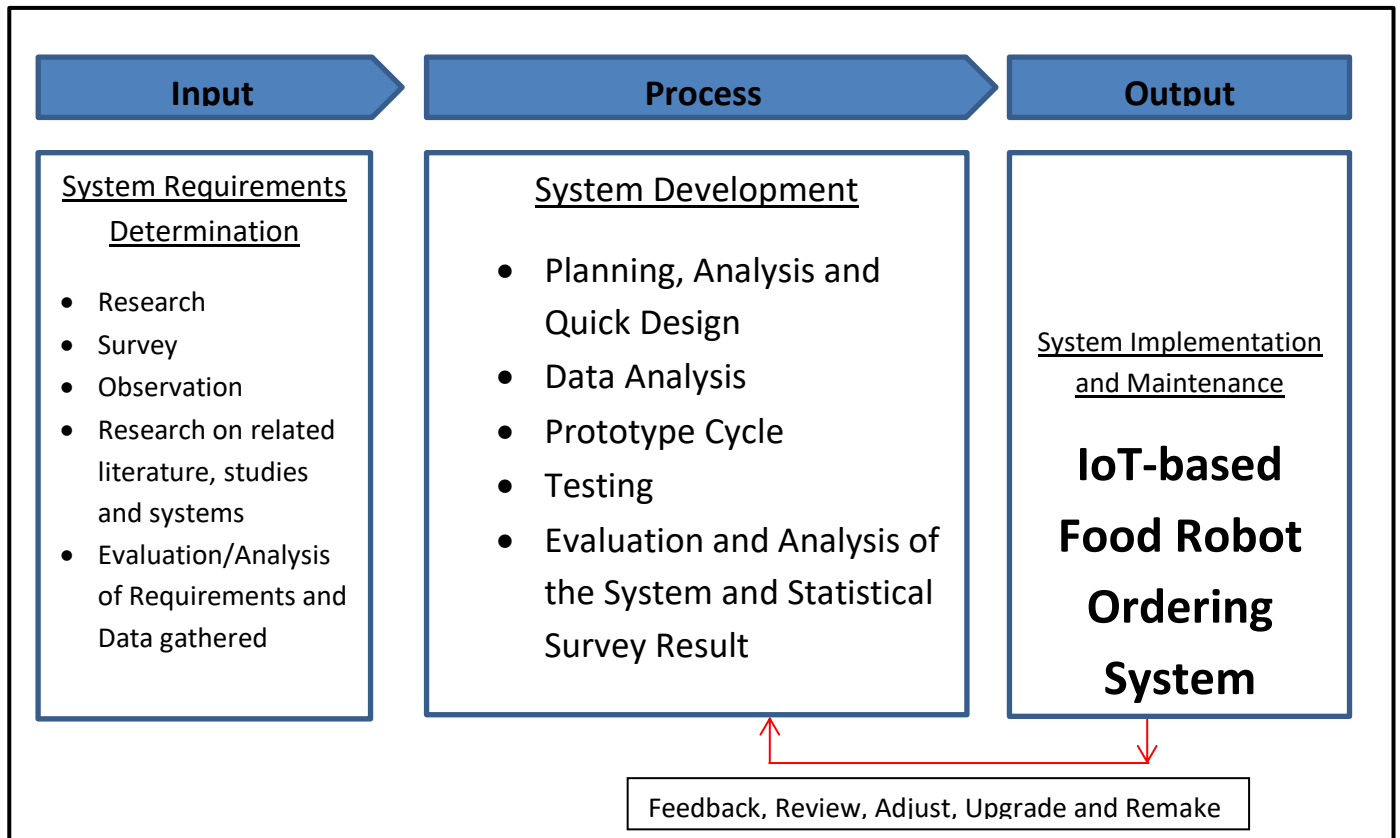 Input
Process
Output
System Requirements
Determination
• Research
• Survey
• Observation
• Research on related
literature, studies
and systems
• Evaluation/Analysis
of Requirements and
Data gathered
System Development
• Planning, Analysis and
Quick Design
• Data Analysis
• Prototype Cycle
• Testing
• Evaluation and Analysis of
the System and Statistical
Survey Result
System Implementation
and Maintenance
IoT-based
Food Robot
Ordering
System
Feedback, Review, Adjust, Upgrade and Remake